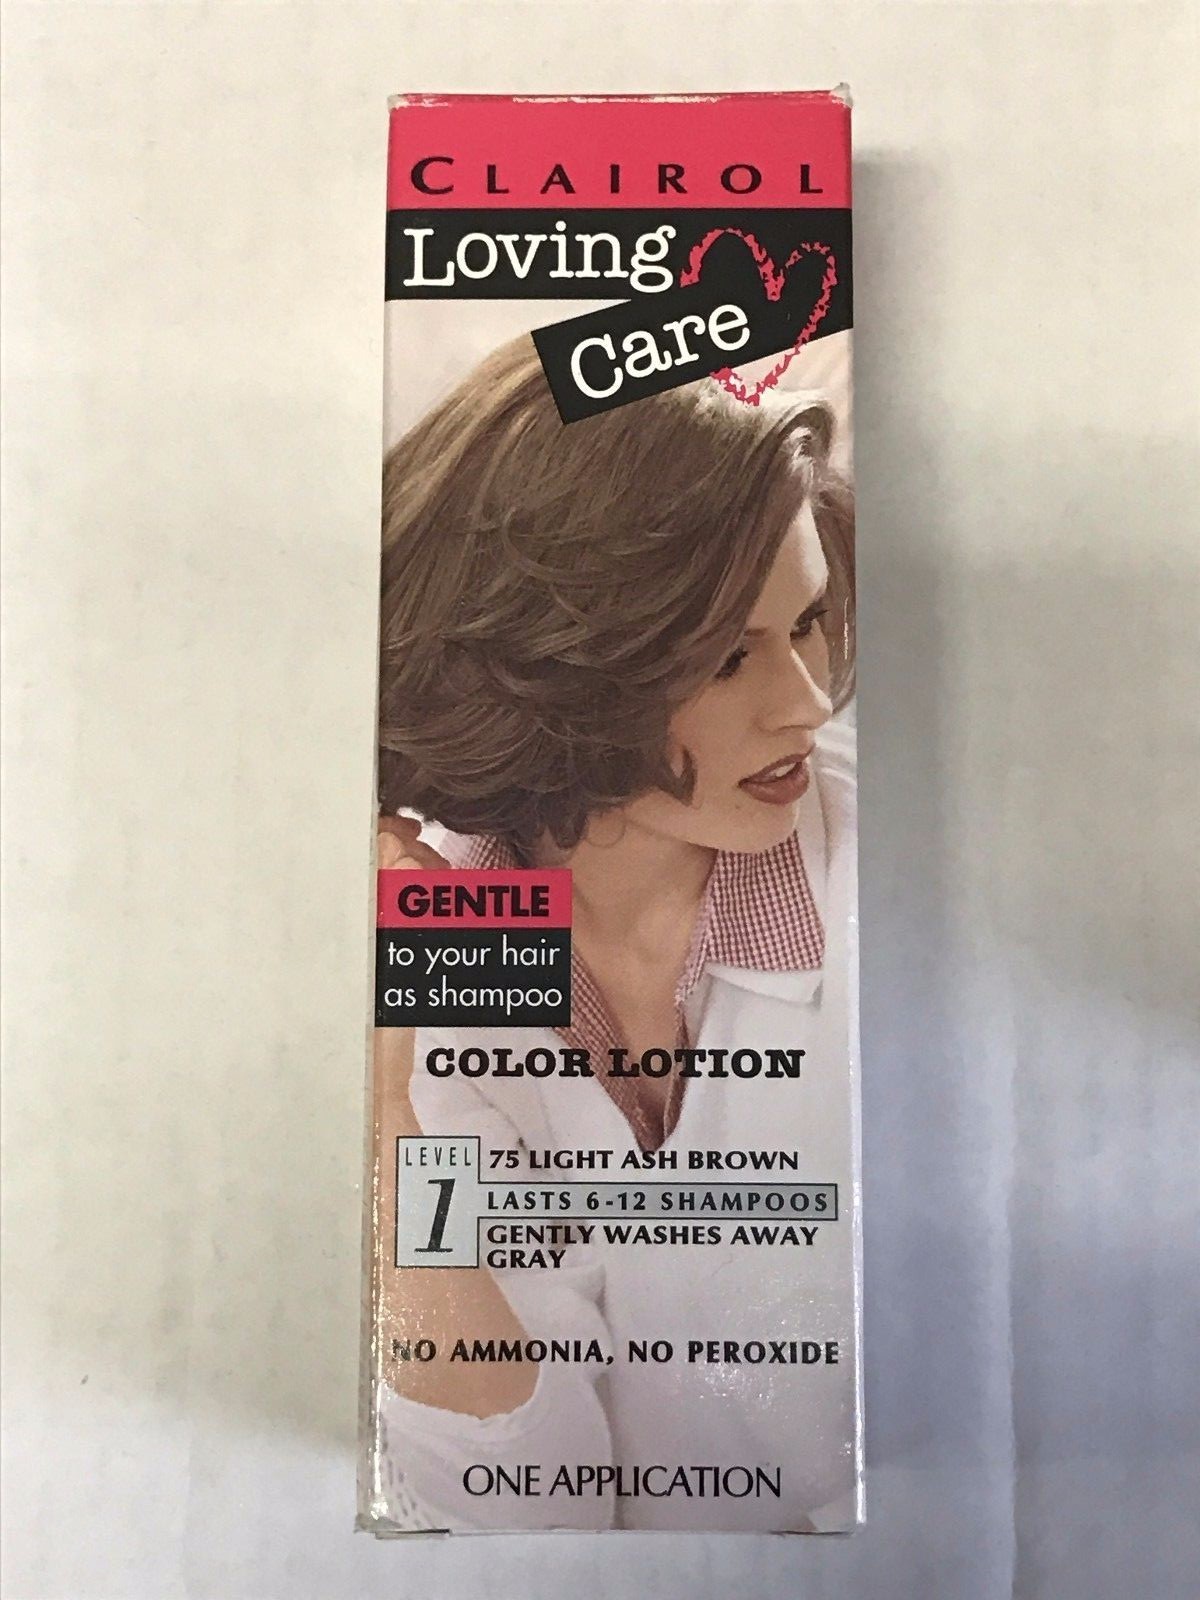 CLAIROL
Loving
Care
GENTLE
to your hair
as shampoo
COLOR LOTION
LEVEL
1
75 LIGHT ASH BROWN
LASTS 6-12 SHAMPOOS
GENTLY WASHES AWAY
GRAY
NO AMMONIA, NO PEROXIDE
ONE APPLICATION